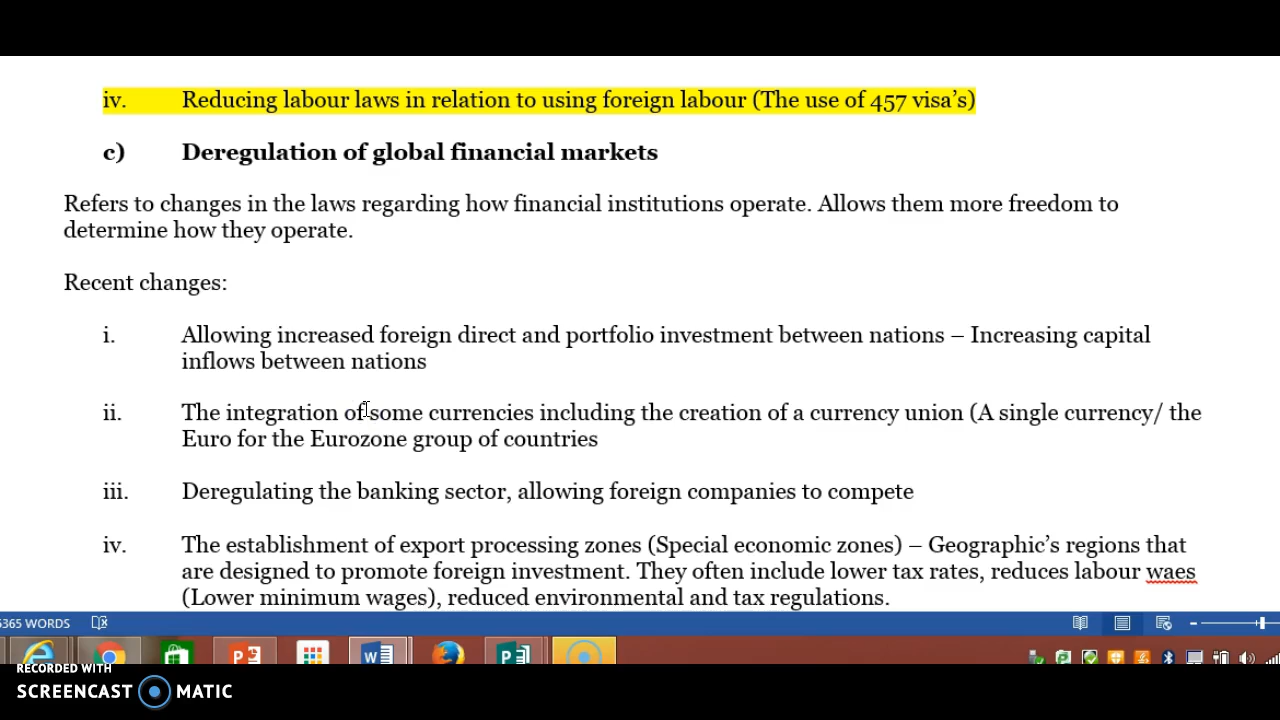 iv. Reducing labour laws in relation to using foreign labour (The use of 457 visa's)
c) Deregulation of global financial markets
Refers to changes in the laws regarding how financial institutions operate. Allows them more freedom to
determine how they operate.
Recent changes:
i. Allowing increased foreign direct and portfolio investment between nations – Increasing capital
inflows between nations
ii. The integration of some currencies including the creation of a currency union (A single currency/ the
Euro for the Eurozone group of countries
iii. Deregulating the banking sector, allowing foreign companies to compete
iv. The establishment of export processing zones (Special economic zones) – Geographic's regions that
are designed to promote foreign investment. They often include lower tax rates, reduces labour waes
(Lower minimum wages), reduced environmental and tax regulations.
5365 WORDS
RECORDED WITH
SCREENCAST MATIC